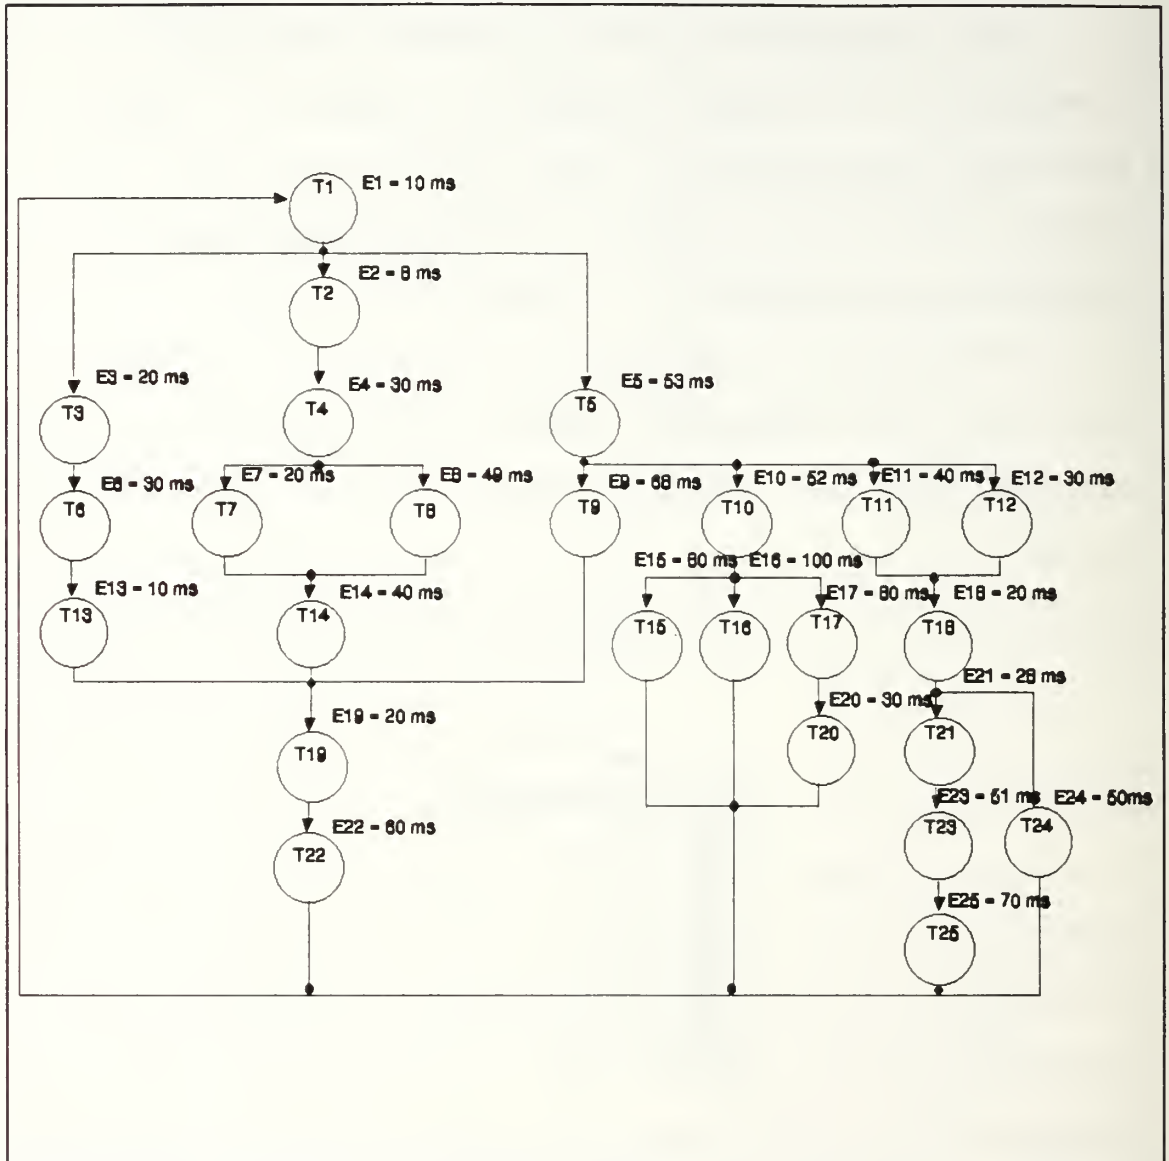 T1
E1 = 10 ms
E2 = 8 ms
T2
E3 = 20 ms
E4 = 30 ms
E5 = 53 ms
T3
T4
T5
E6 = 30 ms
E7 = 20 ms
E8 = 49 ms
E9 = 68 ms
E10 = 52 ms
E11 = 40 ms
E12 = 30 ms
T6
T7
T8
T9
T10
T11
T12
E13 = 10 ms
E14 = 40 ms
E15 = 80 ms
E16 = 100 ms
E17 = 80 ms
E18 = 20 ms
T13
T14
T15
T16
T17
T18
E19 = 20 ms
E20 = 30 ms
E21 = 28 ms
T19
T20
T21
E22 = 60 ms
E23 = 51 ms
E24 = 50ms
T22
T23
T24
E25 = 70 ms
T25